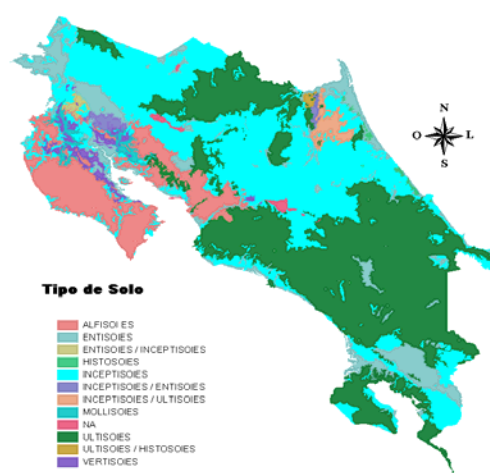 N
O L
S
Tipo de Solo
ALFISOIES
ENTISOIES
ENTISOIES / INCEPTISOIES
HISTOSOIES
INCEPTISOIES
INCEPTISOIES / ENTISOIES
INCEPTISOIES / ULTISOIES
MOLLISOIES
NA
ULTISOIES
ULTISOIES / HISTOSOIES
VERTISOIES